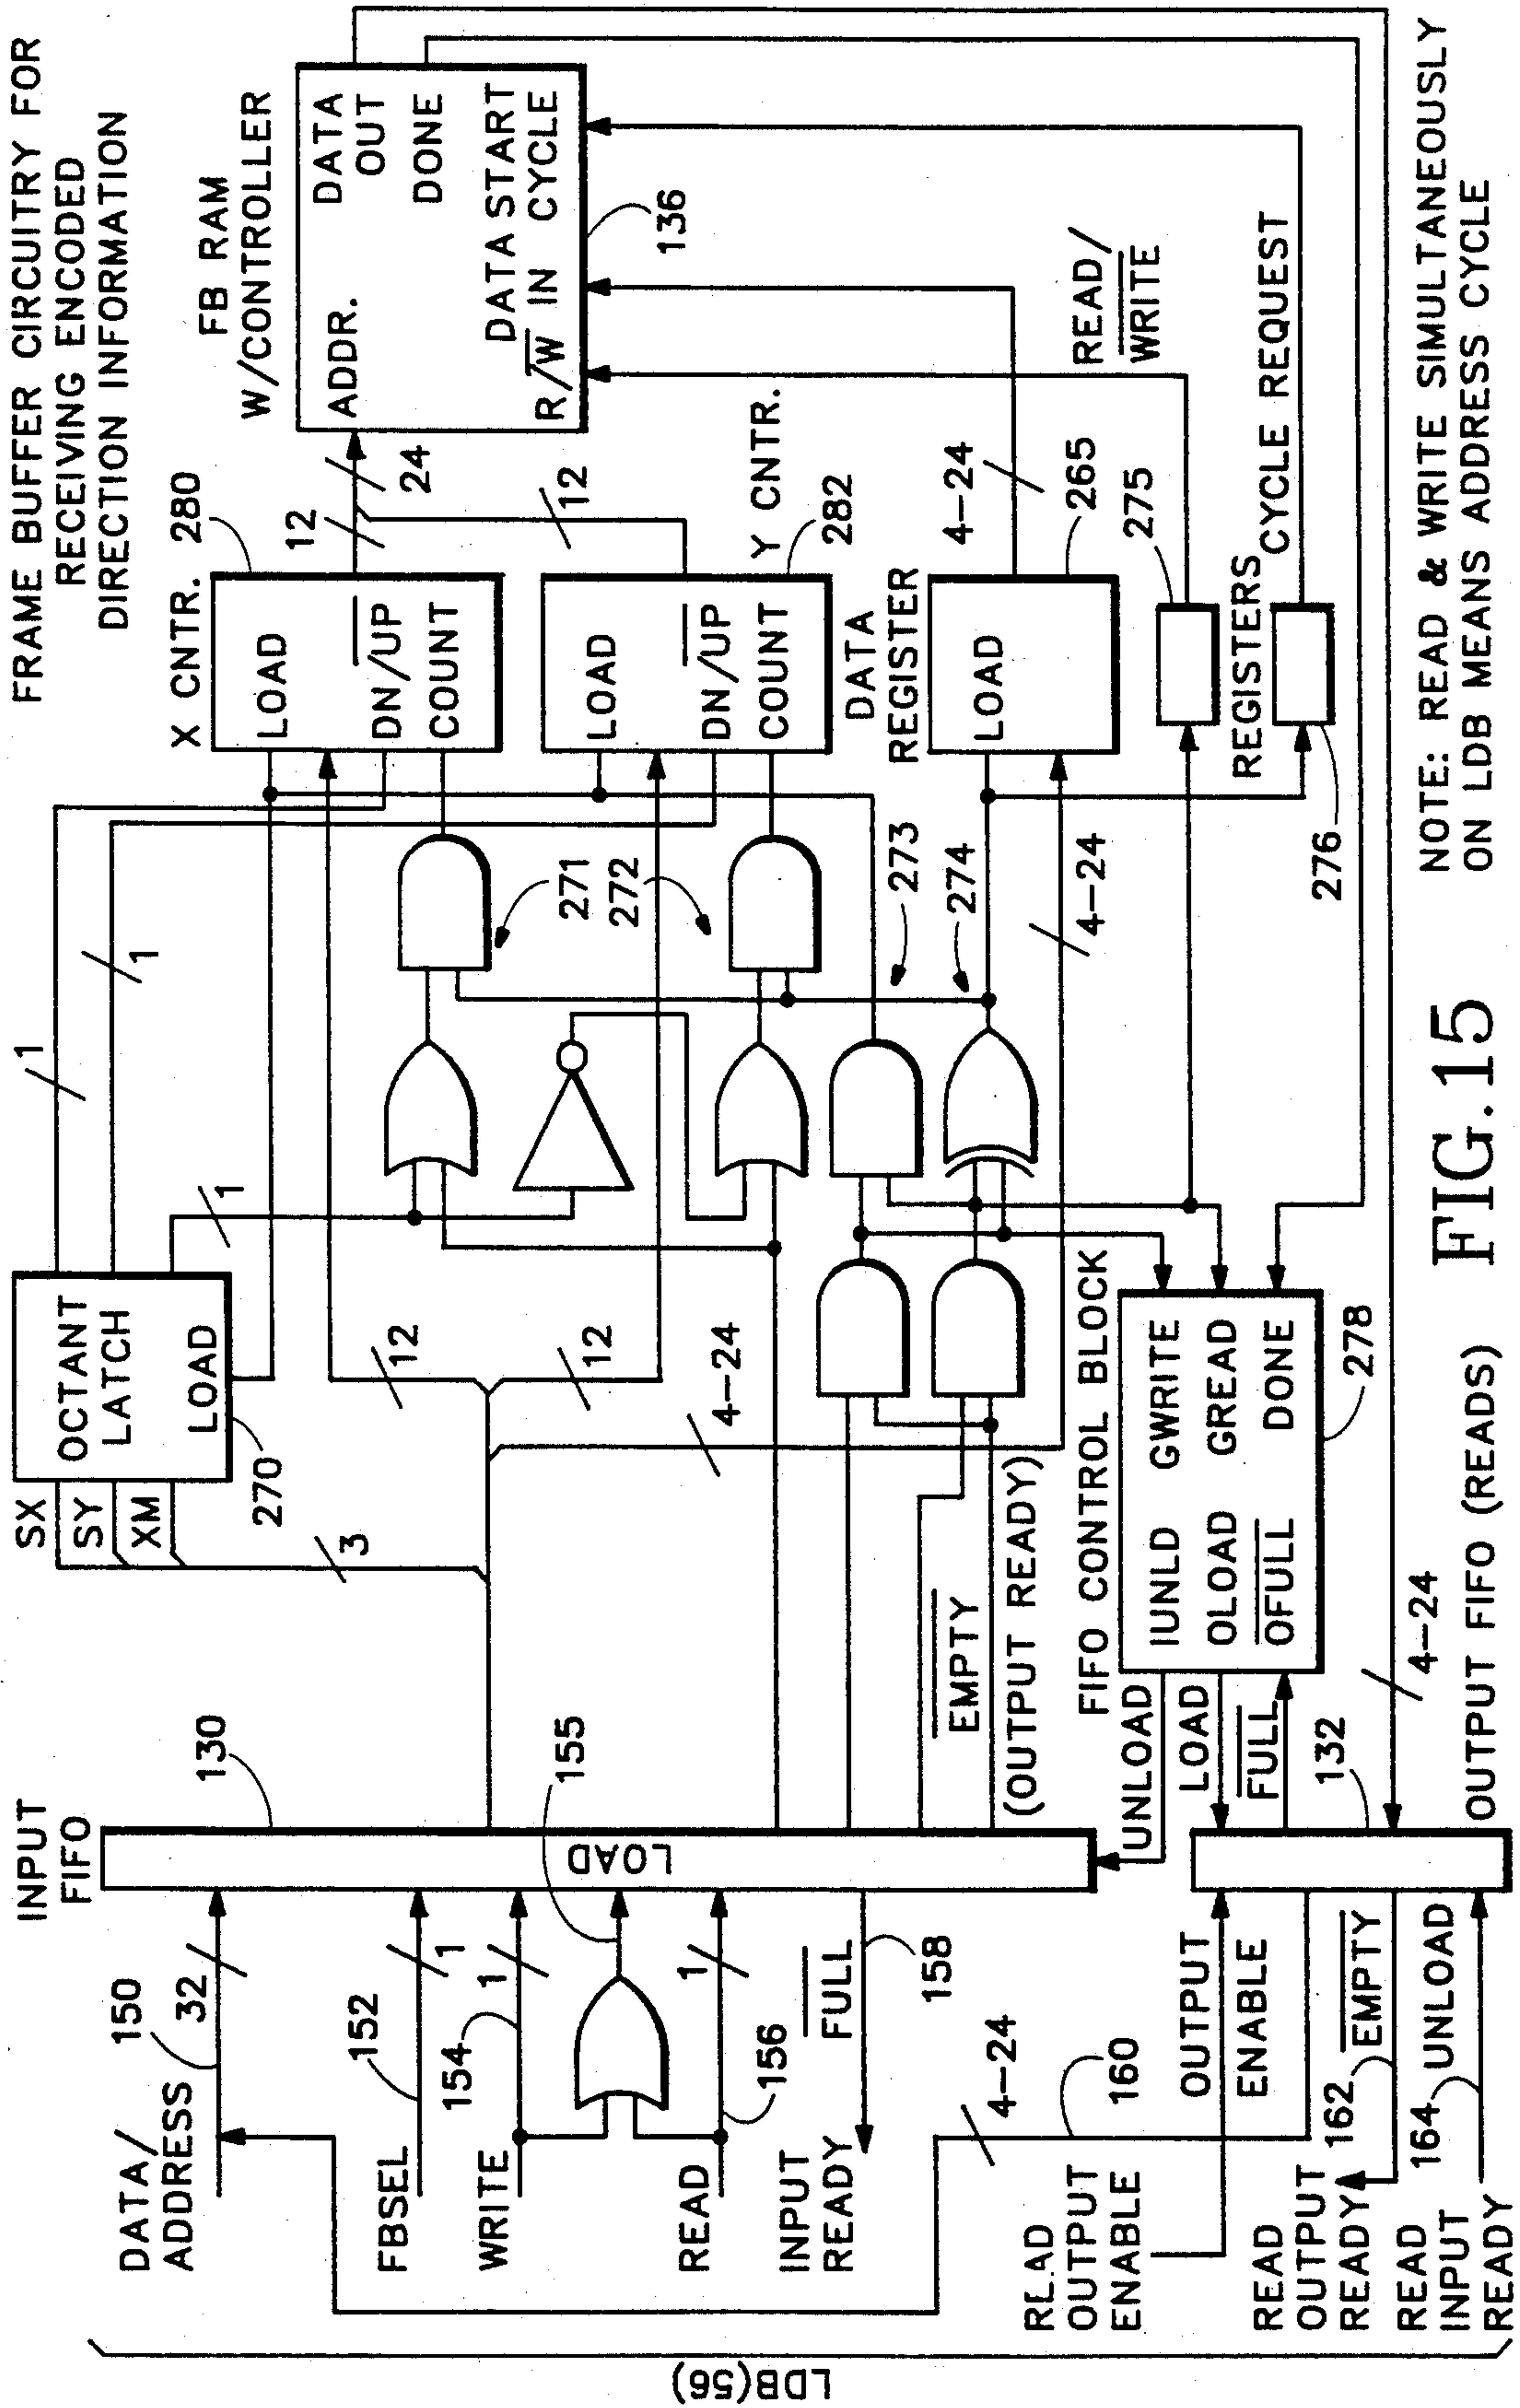 FRAME BUFFER CIRCUITRY FOR
RECEIVING ENCODED
DIRECTION INFORMATION
INPUT
FIFO
130
LOAD
DATA/
ADDRESS
150
32
FBSEL
152
1
WRITE
154
1
155
READ
156
1
INPUT
READY
FULL
158
4-24
160
LDB(56)
SX
SY
XM
3
OCTANT
LATCH
LOAD
270
1
1
1
12
12
4-24
X CNTR.
280
LOAD
DN/UP
COUNT
12
24
12
LOAD
DN/UP
COUNT
Y CNTR.
282
271
272
273
274
4-24
FB RAM
W/CONTROLLER
ADDR.
DATA
OUT
DONE
R/W
DATA
IN
START
CYCLE
136
DATA
REGISTER
LOAD
4-24
265
READ/
WRITE
275
REGISTERS
CYCLE REQUEST
276
EMPTY
(OUTPUT READY)
FIFO CONTROL BLOCK
IUNLD
GWRITE
OLOAD
GREAD
OFULL
DONE
278
UNLOAD
LOAD
FULL
132
4-24
OUTPUT FIFO (READS)
RLAD
OUTPUT
ENABLE
OUTPUT
ENABLE
READ
OUTPUT
READY
162
EMPTY
READ
INPUT
READY
164
UNLOAD
NOTE: READ & WRITE SIMULTANEOUSLY
ON LDB MEANS ADDRESS CYCLE
FIG.15